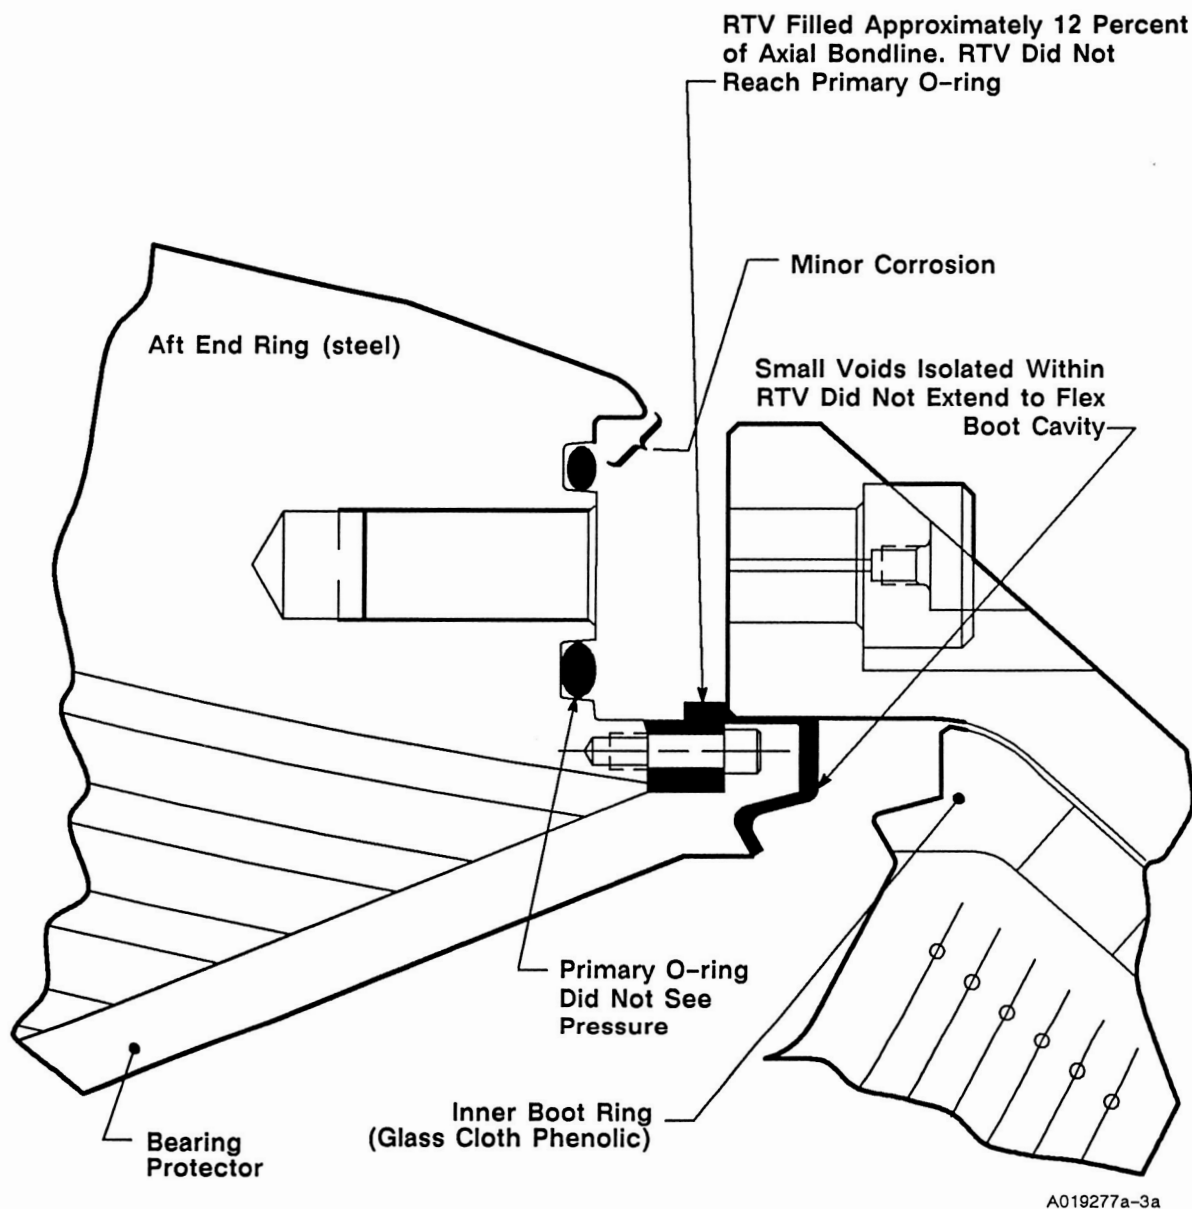 RTV Filled Approximately 12 Percent
of Axial Bondline. RTV Did Not
Reach Primary O-ring
Minor Corrosion
Aft End Ring (steel)
Small Voids Isolated Within
RTV Did Not Extend to Flex
Boot Cavity
Primary O-ring
Did Not See
Pressure
Inner Boot Ring
(Glass Cloth Phenolic)
Bearing
Protector
A019277a-3a